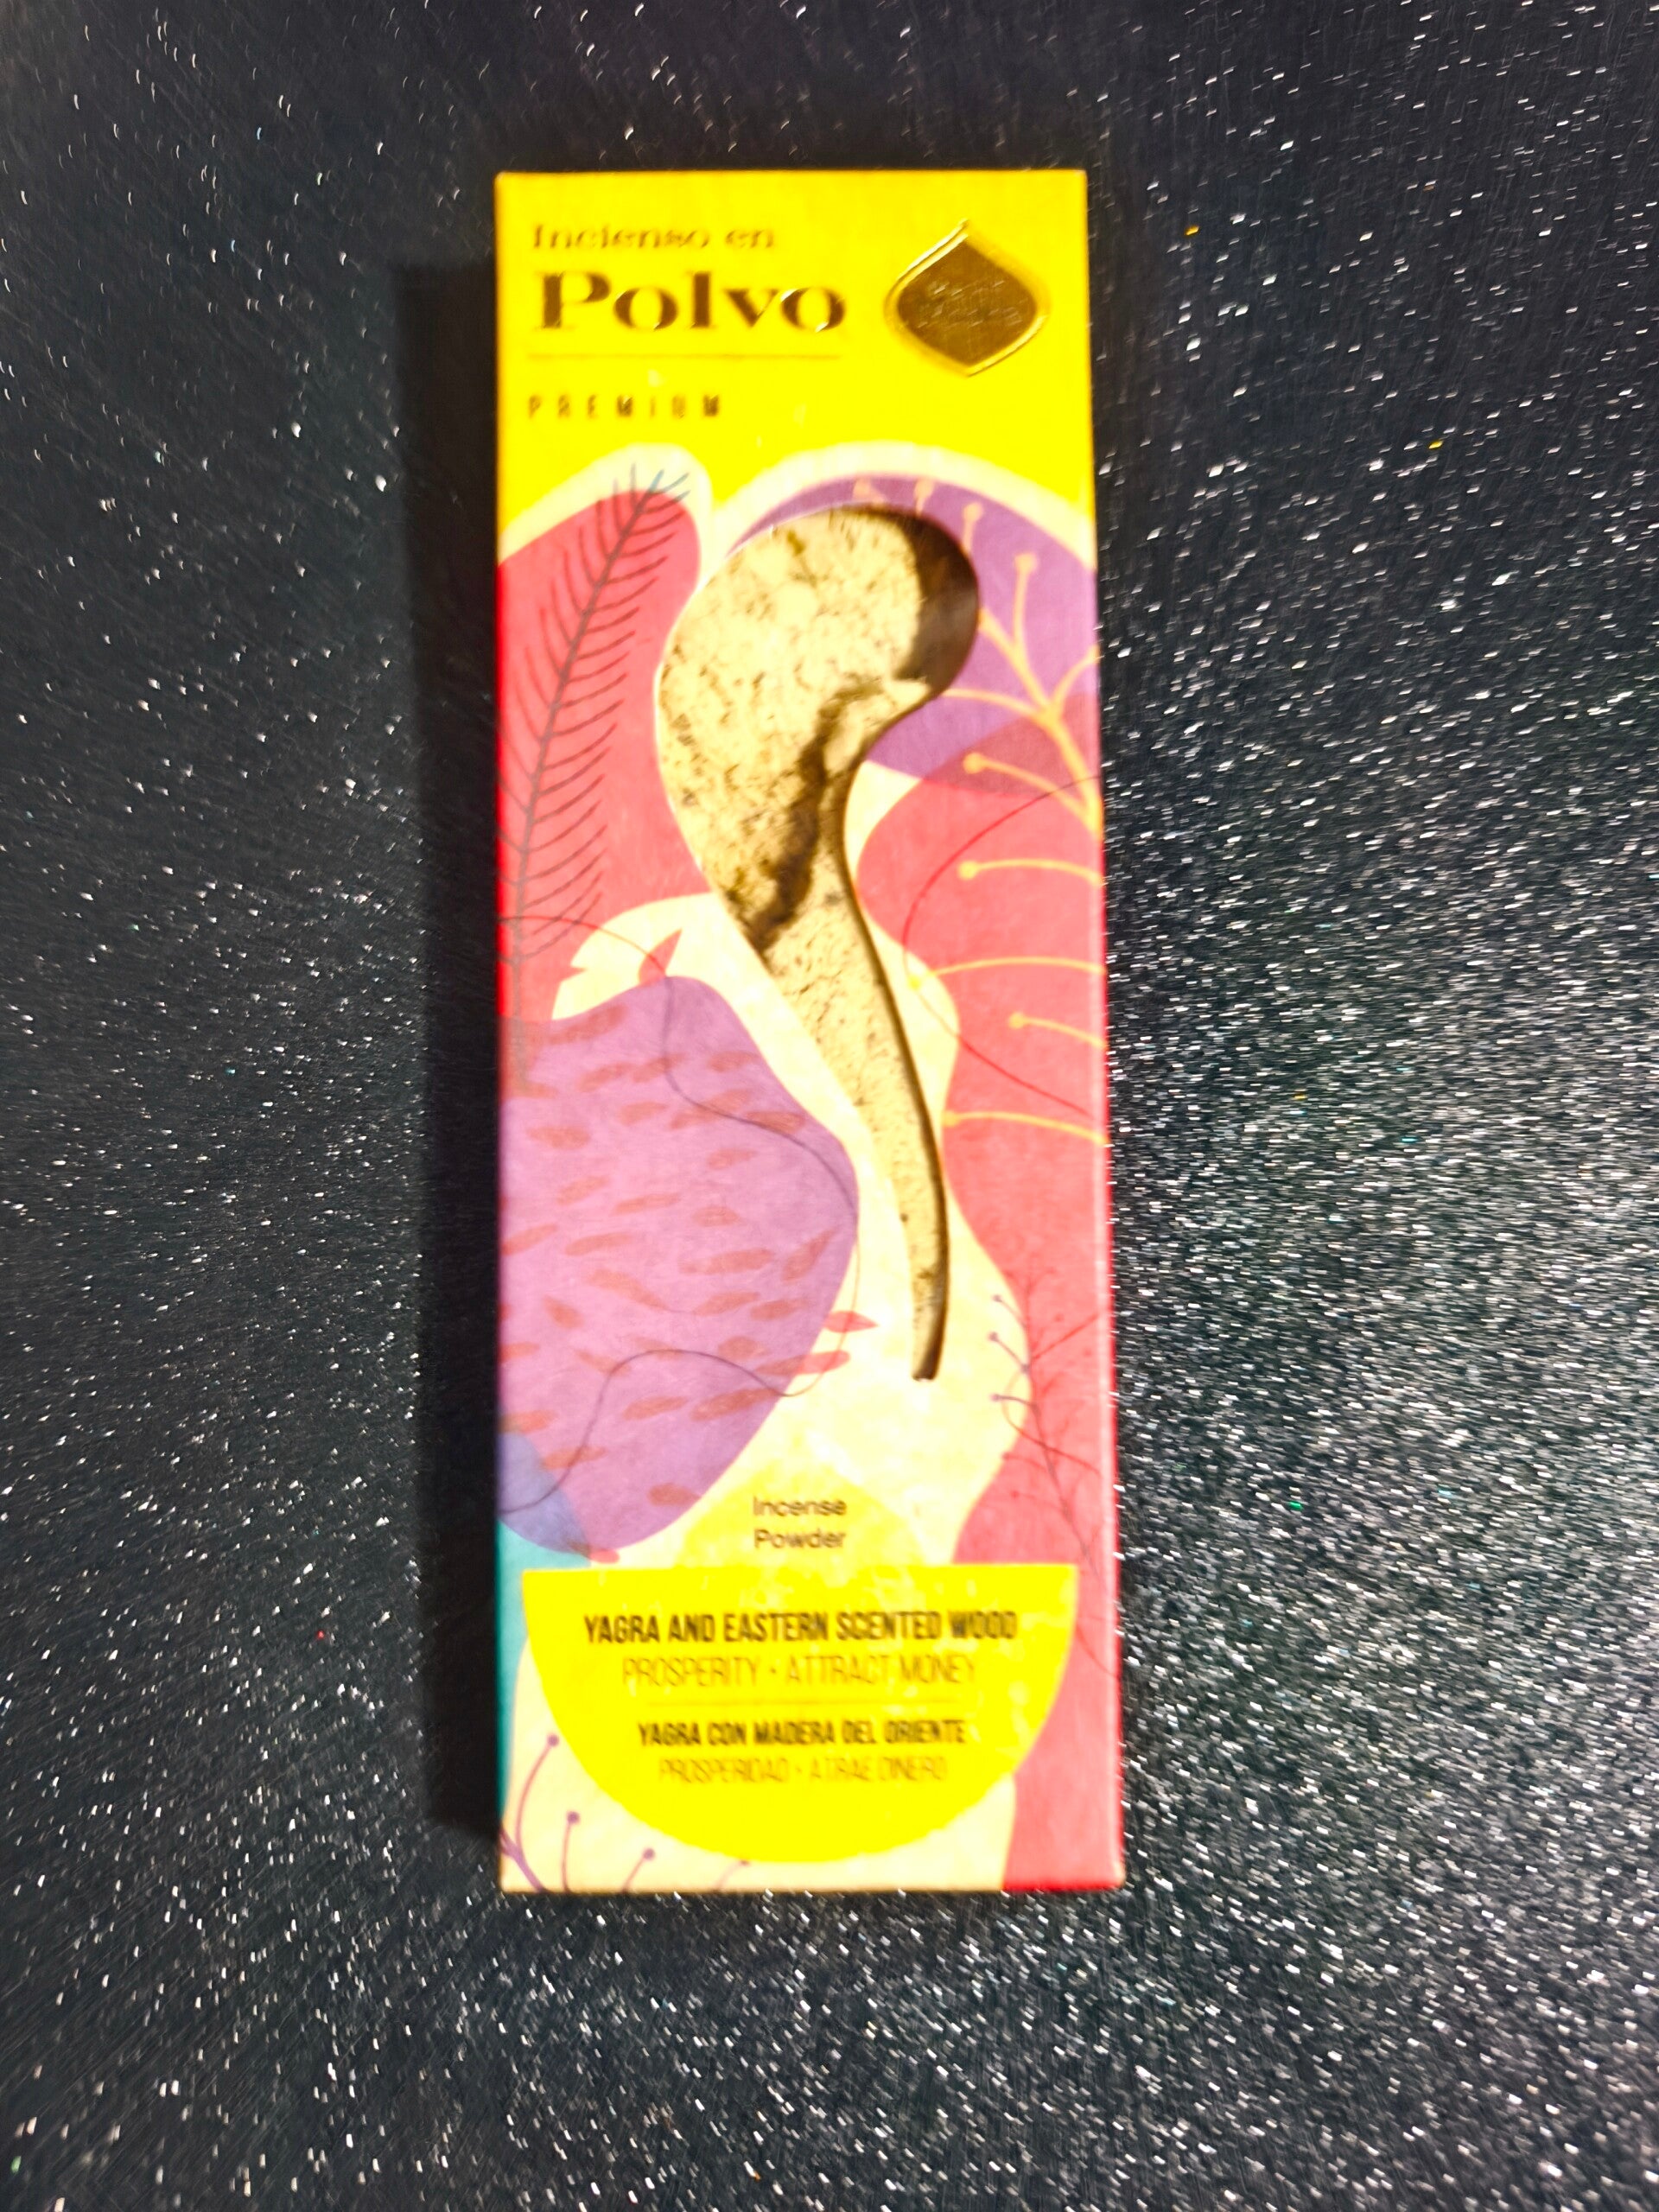 Incienso en
Polvo
PREMIUM
Incense
Powder
YAGRA AND EASTERN SCENTED WOOD
PROSPERITY • ATTRACT MONEY
YAGRA CON MADERA DEL ORIENTE
PROSPERIDAD • ATRAE DINERO